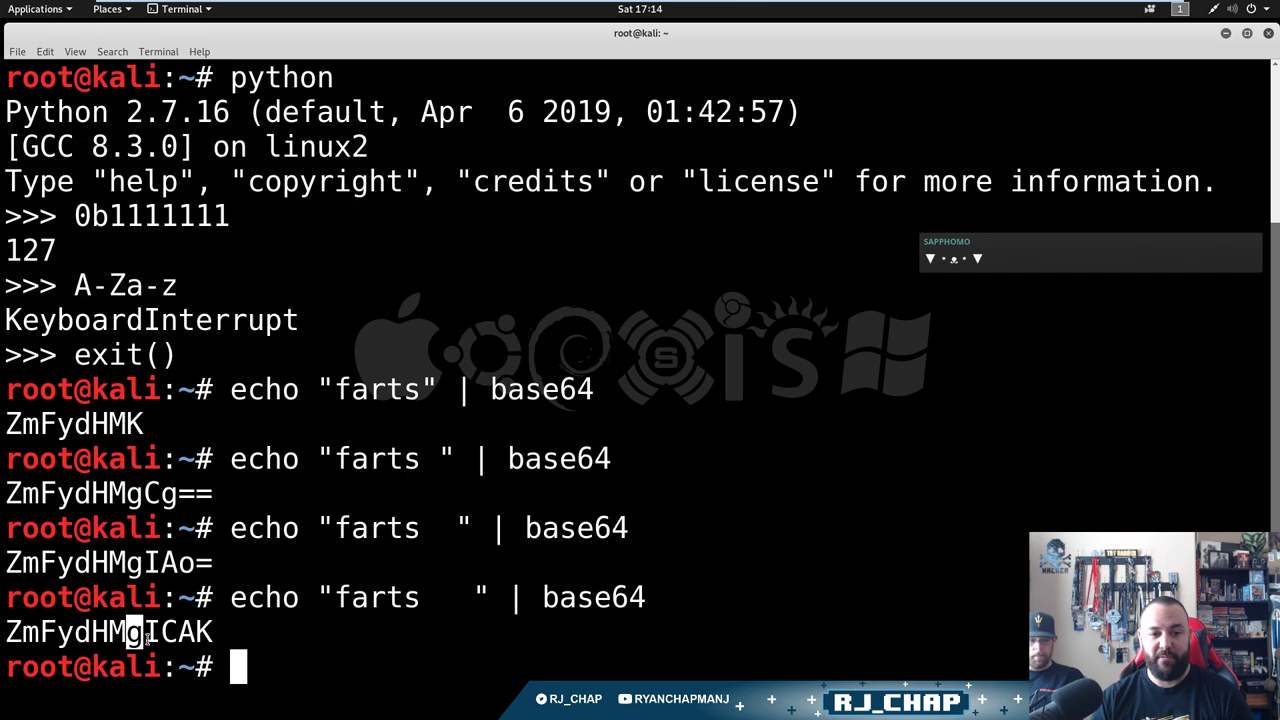 Applications Places Terminal Sat 17:14 1
root@kali: ~
File Edit View Search Terminal Help
root@kali:~# python
Python 2.7.16 (default, Apr  6 2019, 01:42:57)
[GCC 8.3.0] on linux2
Type "help", "copyright", "credits" or "license" for more information.
>>> 0b1111111
127
>>> A-Za-z
KeyboardInterrupt
>>> exit()
root@kali:~# echo "farts" | base64
ZmFydHMK
root@kali:~# echo "farts " | base64
ZmFydHMgCg==
root@kali:~# echo "farts  " | base64
ZmFydHMgIAo=
root@kali:~# echo "farts   " | base64
ZmFydHMgICAK
root@kali:~#
SAPPHOMO
▼・ᴥ・▼
HACKER
RJ_CHAP RYANCHAPMANJ
RJ_CHAP